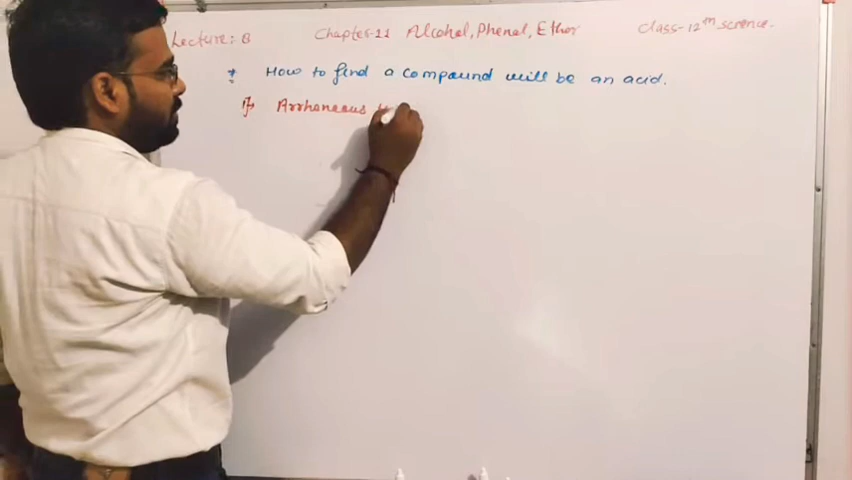 Lecture: 8 Chapter-11 Alcohol, Phenol, Ether Class-12th science.
* How to find a compound will be an acid.
1) Arrheneous